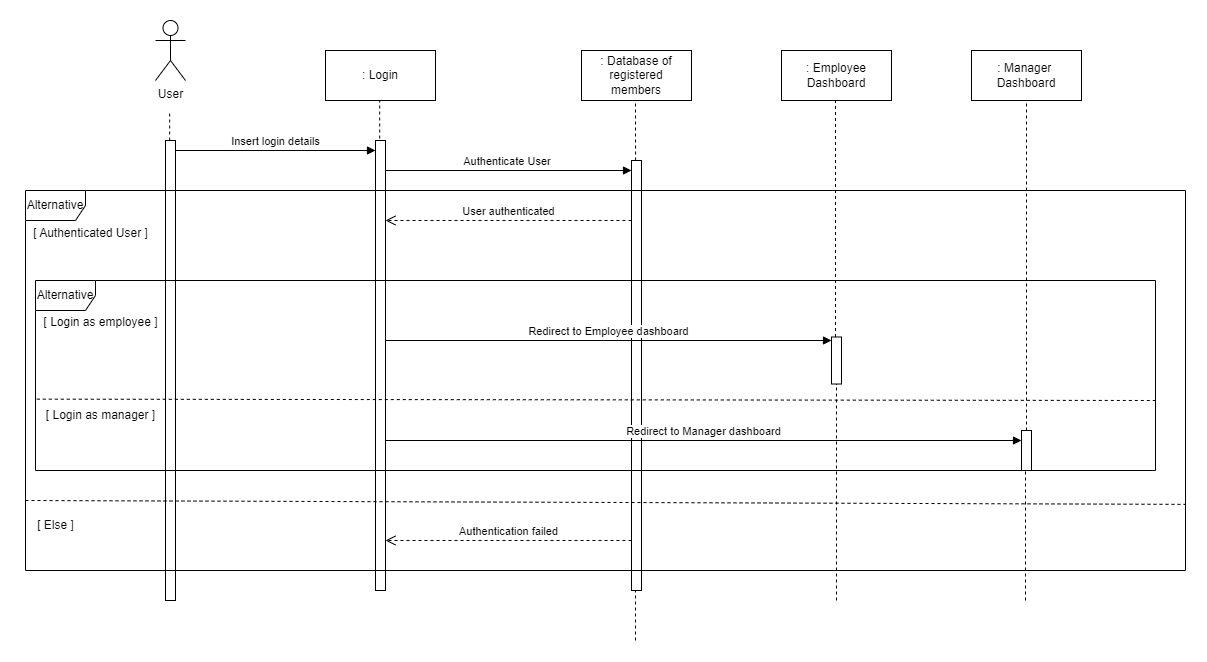 User
: Login
: Database of
registered
members
: Employee
Dashboard
: Manager
Dashboard
Insert login details
Authenticate User
Alternative
User authenticated
[ Authenticated User ]
Alternative
[ Login as employee ]
Redirect to Employee dashboard
[ Login as manager ]
Redirect to Manager dashboard
[ Else ]
Authentication failed